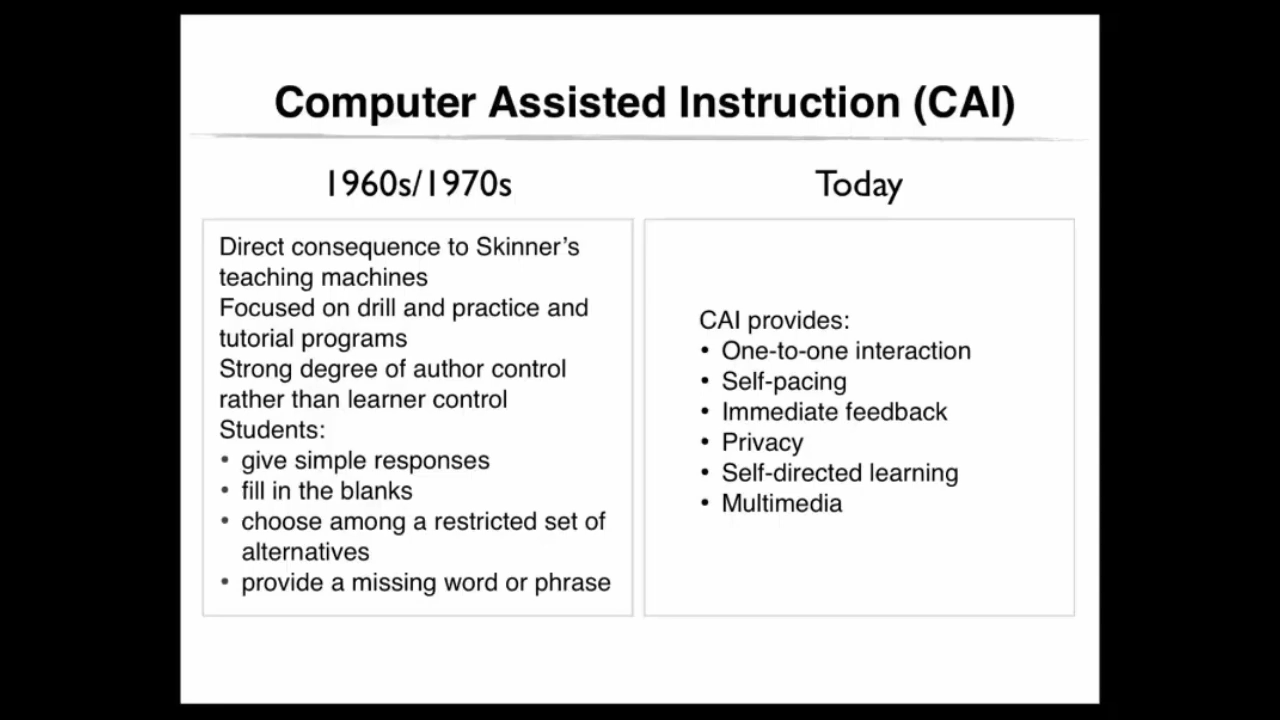 Computer Assisted Instruction (CAI)
1960s/1970s
Direct consequence to Skinner's
teaching machines
Focused on drill and practice and
tutorial programs
Strong degree of author control
rather than learner control
Students:
• give simple responses
• fill in the blanks
• choose among a restricted set of
alternatives
• provide a missing word or phrase
Today
CAI provides:
• One-to-one interaction
• Self-pacing
• Immediate feedback
• Privacy
• Self-directed learning
• Multimedia